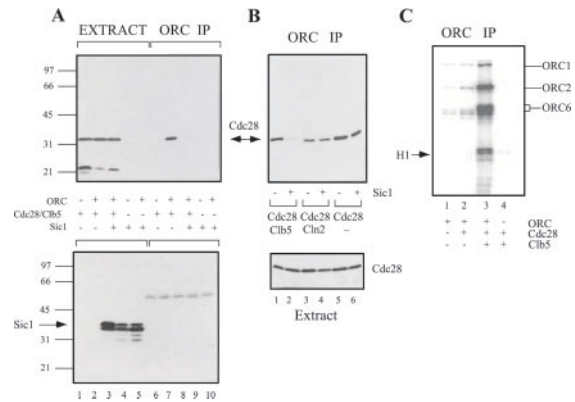 A
EXTRACT ORC IP
97
66
45
31
21
ORC - + + - + - + + - +
Cdc28/Clb5 + + + - - + + + - -
Sic1 - - + + + - - + + +
97
66
45
31
21
Sic1
1 2 3 4 5 6 7 8 9 10
B
ORC IP
Cdc28
- + - + - + Sic1
Cdc28 Cdc28 Cdc28
Clb5 Cln2 –
Cdc28
1 2 3 4 5 6
Extract
C
ORC IP
ORC1
ORC2
ORC6
H1
1 2 3 4
+ + + - ORC
- + + + Cdc28
- - + + Clb5